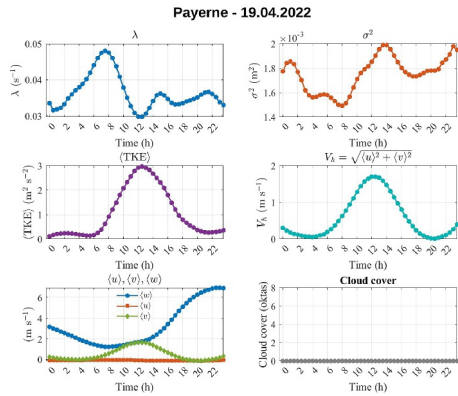 Payerne - 19.04.2022
λ
0.05
0.04
0.03
λ (s⁻¹)
0 2 4 6 8 10 12 14 16 18 20 22
Time (h)
σ²
×10⁻³
2
1.8
1.6
1.4
σ² (m²)
0 2 4 6 8 10 12 14 16 18 20 22
Time (h)
⟨TKE⟩
3
2
1
0
⟨TKE⟩ (m² s⁻²)
0 2 4 6 8 10 12 14 16 18 20 22
Time (h)
V_h = √⟨u⟩² + ⟨v⟩²
2
1
0
V_h (m s⁻¹)
0 2 4 6 8 10 12 14 16 18 20 22
Time (h)
⟨u⟩, ⟨v⟩, ⟨w⟩
6
4
2
0
(m s⁻¹)
⟨w⟩
⟨u⟩
⟨v⟩
0 2 4 6 8 10 12 14 16 18 20 22
Time (h)
Cloud cover
8
6
4
2
0
Cloud cover (oktas)
0 2 4 6 8 10 12 14 16 18 20 22
Time (h)